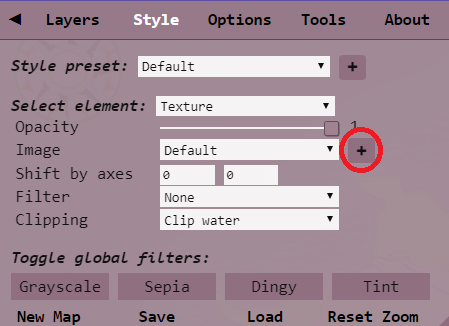 ◄ Layers Style Options Tools About
Style preset: Default +
Select element: Texture
Opacity 1
Image Default +
Shift by axes 0 0
Filter None
Clipping Clip water
Toggle global filters:
Grayscale Sepia Dingy Tint
New Map Save Load Reset Zoom